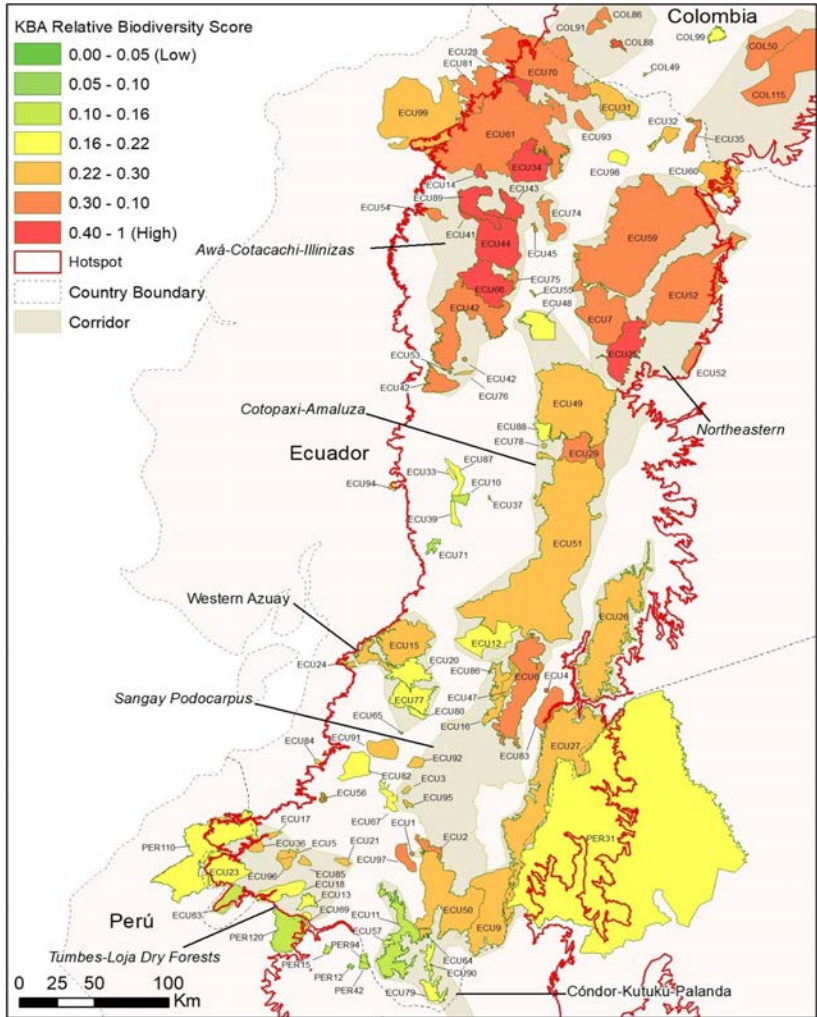 KBA Relative Biodiversity Score
0.00 - 0.05 (Low)
0.05 - 0.10
0.10 - 0.16
0.16 - 0.22
0.22 - 0.30
0.30 - 0.10
0.40 - 1 (High)
Hotspot
Country Boundary
Corridor
Colombia
COL86
COL91
COL88
COL99
COL50
COL49
COL115
ECU28
ECU81
ECU70
ECU99
ECU31
ECU61
ECU93
ECU32
ECU35
ECU34
ECU98
ECU60
ECU14
ECU43
ECU89
ECU54
ECU74
ECU41
ECU44
ECU45
ECU59
Awá-Cotacachi-Illinizas
ECU75
ECU66
ECU55
ECU48
ECU52
ECU42
ECU7
ECU25
ECU53
ECU42
ECU42
ECU76
ECU52
ECU49
Cotopaxi-Amaluza
Northeastern
ECU88
ECU78
ECU29
Ecuador
ECU33
ECU87
ECU10
ECU94
ECU37
ECU39
ECU51
ECU71
Western Azuay
ECU26
ECU15
ECU12
ECU24
ECU20
ECU86
ECU6
ECU4
Sangay Podocarpus
ECU77
ECU47
ECU80
ECU16
ECU65
ECU91
ECU83
ECU27
ECU84
ECU92
ECU82
ECU3
ECU56
ECU95
ECU67
ECU1
ECU17
PER31
PER110
ECU36
ECU5
ECU21
ECU2
ECU97
ECU23
ECU96
ECU85
ECU18
ECU13
ECU63
ECU69
ECU11
ECU50
Perú
ECU57
ECU9
PER120
PER94
ECU64
Tumbes-Loja Dry Forests
PER15
ECU90
PER12
PER42
ECU79
Cóndor-Kutukú-Palanda
0 25 50 100
Km